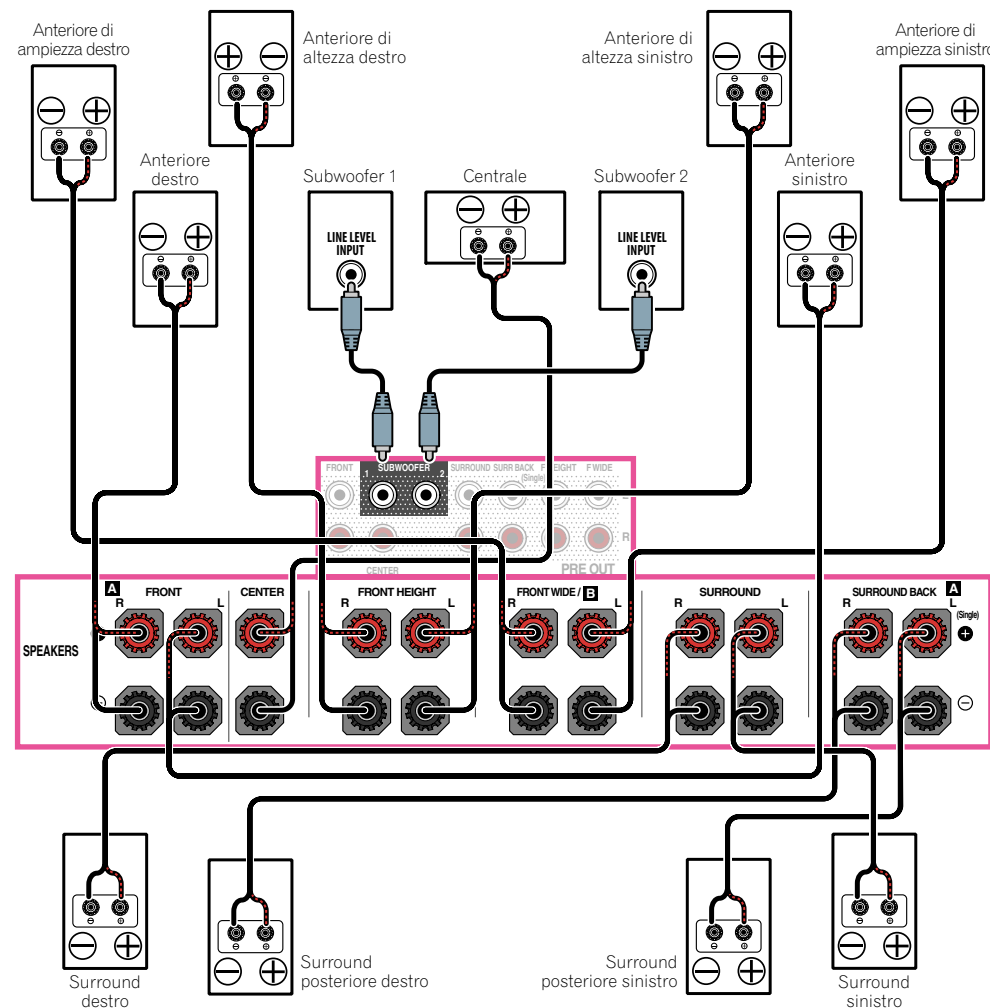 Anteriore di
ampiezza destro
Anteriore di
altezza destro
Anteriore di
altezza sinistro
Anteriore di
ampiezza sinistro
Anteriore
destro
Subwoofer 1
Centrale
Subwoofer 2
Anteriore
sinistro
LINE LEVEL
INPUT
LINE LEVEL
INPUT
FRONT
SUBWOOFER
1
2
SURROUND
SURR BACK
(Single)
F HEIGHT
F WIDE
L
R
CENTER
PRE OUT
SPEAKERS
A
R FRONT L
CENTER
FRONT HEIGHT
R L
FRONT WIDE / B
R L
SURROUND
R L
SURROUND BACK A
R L
(Single)
Surround
destro
Surround
posteriore destro
Surround
posteriore sinistro
Surround
sinistro